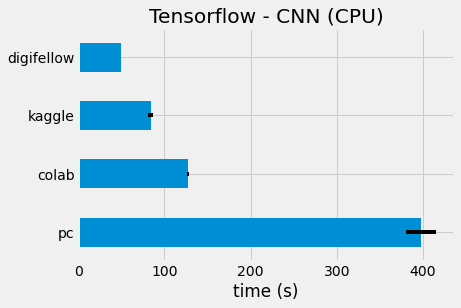 Tensorflow - CNN (CPU)
digifellow
kaggle
colab
pc
0 100 200 300 400
time (s)